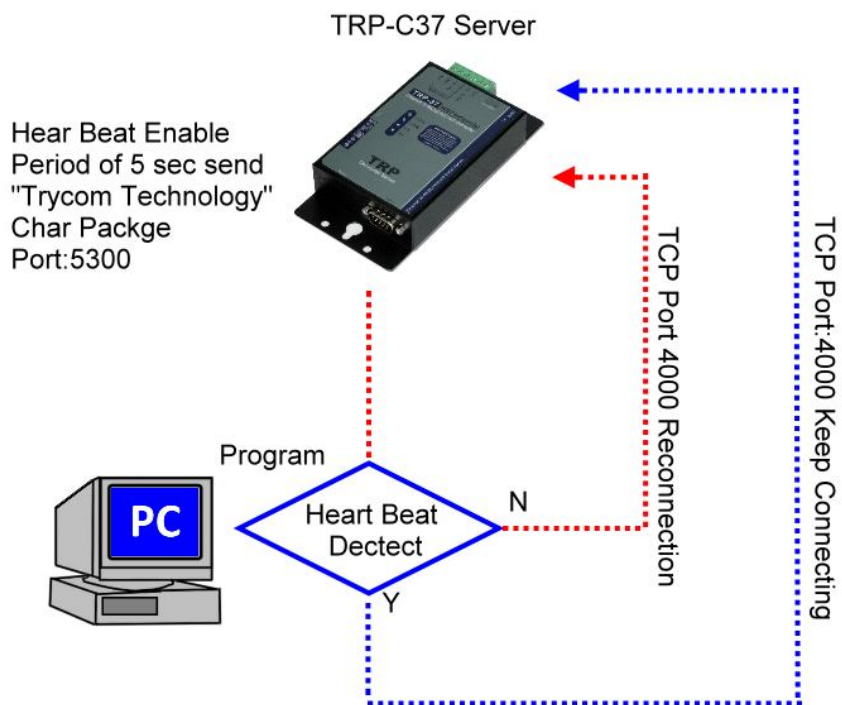 TRP-C37 Server
Hear Beat Enable
Period of 5 sec send
"Trycom Technology"
Char Packge
Port:5300
TRP
TCP Port 4000 Reconnection
TCP Port:4000 Keep Connecting
Program
PC
Heart Beat
Dectect
N
Y